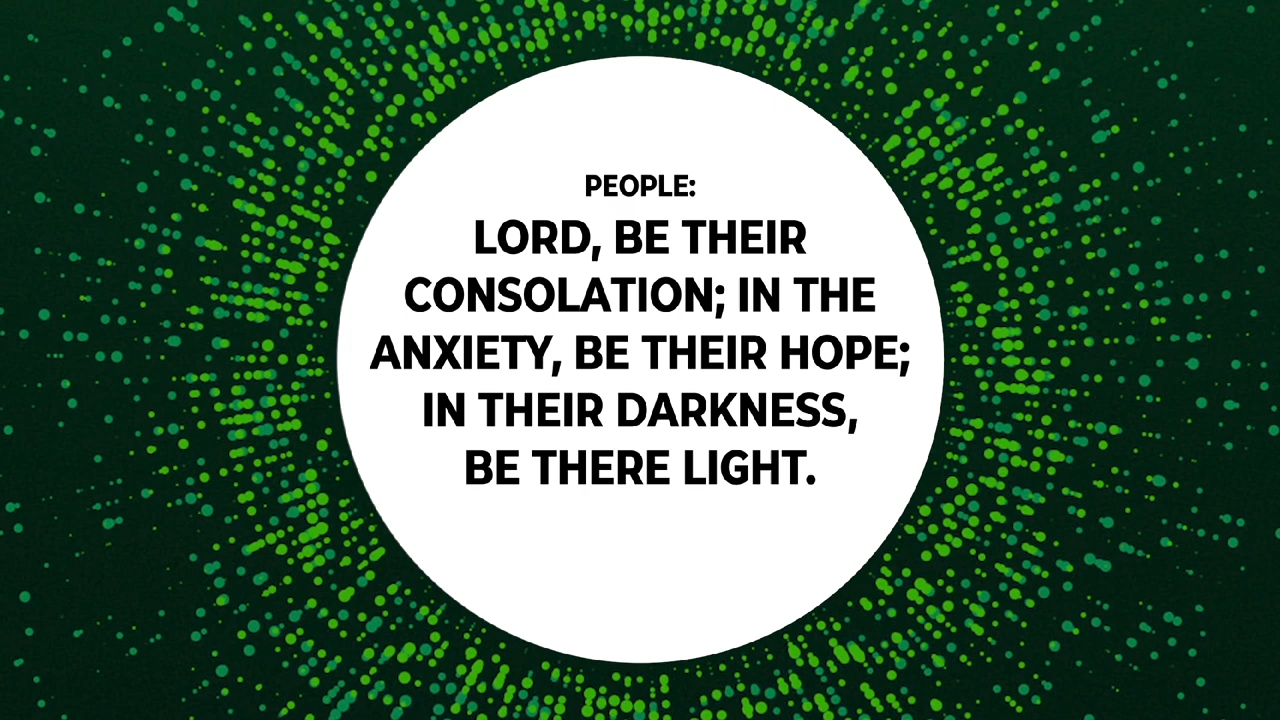 PEOPLE:
LORD, BE THEIR
CONSOLATION; IN THE
ANXIETY, BE THEIR HOPE;
IN THEIR DARKNESS,
BE THERE LIGHT.